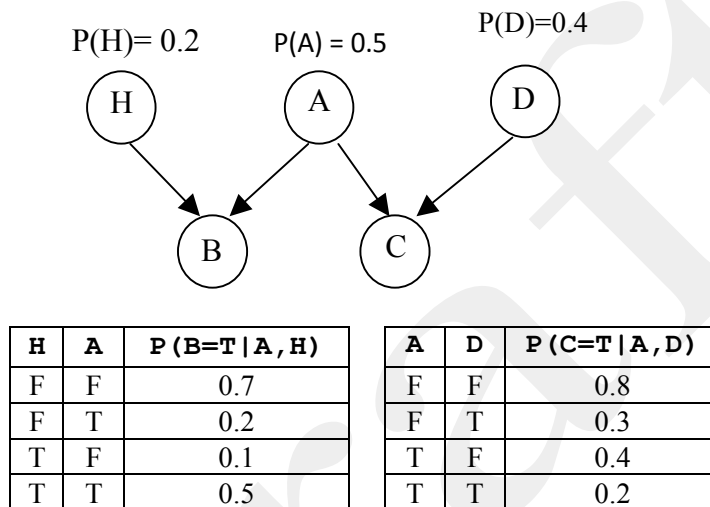 P(H)= 0.2 P(A) = 0.5 P(D)=0.4
H A D
B C
H A P(B=T|A,H)
F F 0.7
F T 0.2
T F 0.1
T T 0.5
A D P(C=T|A,D)
F F 0.8
F T 0.3
T F 0.4
T T 0.2